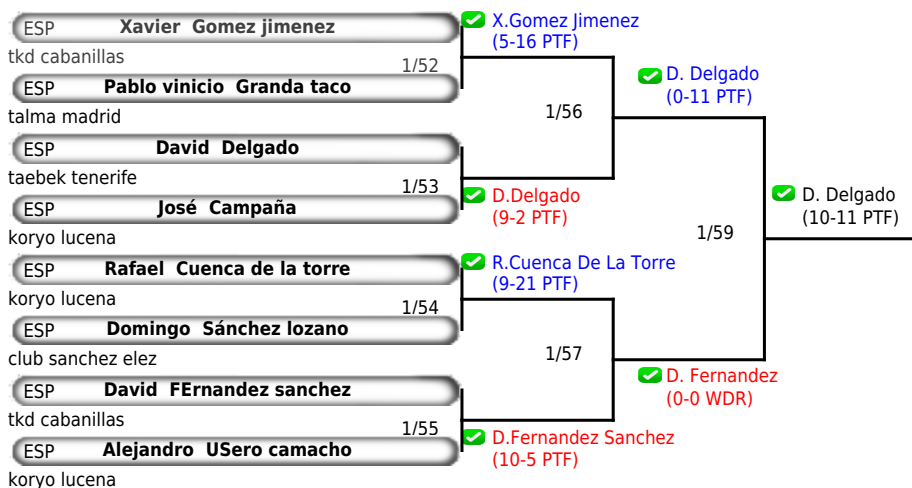 ESP Xavier Gomez jimenez
tkd cabanillas
1/52
ESP Pablo vinicio Granda taco
talma madrid
ESP David Delgado
taebek tenerife
1/53
ESP José Campaña
koryo lucena
ESP Rafael Cuenca de la torre
koryo lucena
1/54
ESP Domingo Sánchez lozano
club sanchez elez
ESP David FErnandez sanchez
tkd cabanillas
1/55
ESP Alejandro USero camacho
koryo lucena
X.Gomez Jimenez
(5-16 PTF)
1/56
D.Delgado
(9-2 PTF)
R.Cuenca De La Torre
(9-21 PTF)
1/57
D.Fernandez Sanchez
(10-5 PTF)
D. Delgado
(0-11 PTF)
1/59
D. Fernandez
(0-0 WDR)
D. Delgado
(10-11 PTF)